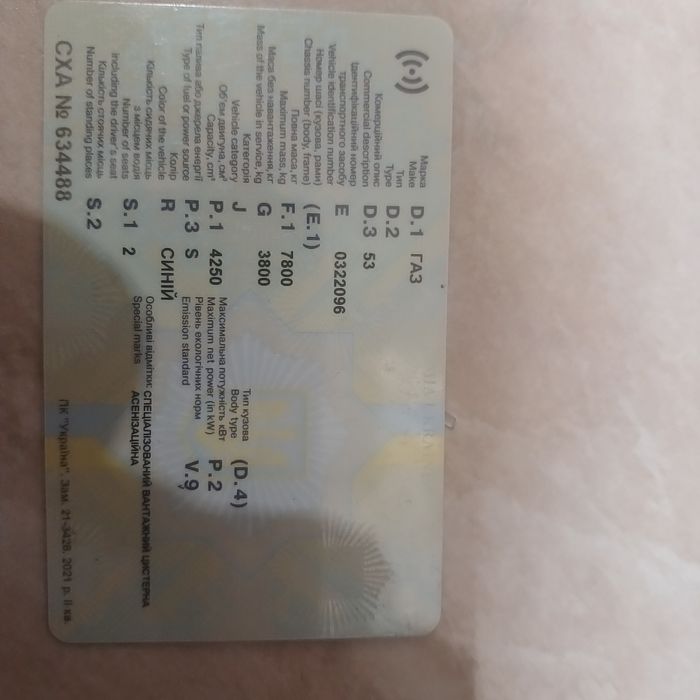 Марка
Make D.1 ГАЗ
Тип
Type D.2
Комерційний опис
Commercial description D.3 53
Ідентифікаційний номер
транспортного засобу
Vehicle identification number E 0322096
Номер шасі (кузова, рами)
Chassis number (body, frame) (E.1)
Повна маса, кг
Maximum mass, kg F.1 7800
Маса без навантаження, кг
Mass of the vehicle in service, kg G 3800
Категорія
Vehicle category J
Тип кузова
Body type (D.4)
Об'єм двигуна, см³
Capacity, cm³ P.1 4250
Максимальна потужність кВт
Maximum net power (in kW) P.2
Тип палива або джерела енергії
Type of fuel or power source P.3 S
Рівень екологічних норм
Emission standard V.9
Колір
Color of the vehicle R СИНІЙ
Кількість сидячих місць
з місцем водія
Number of seats
including the driver's seat S.1 2
Особливі відмітки: СПЕЦІАЛІЗОВАНИЙ ВАНТАЖНИЙ ЦИСТЕРНА
Special marks АСЕНІЗАЦІЙНА
Кількість стоячих місць
Number of standing places S.2
СХА № 634488
ПК "Україна". Зам. 21-3428. 2021 р. II кв.